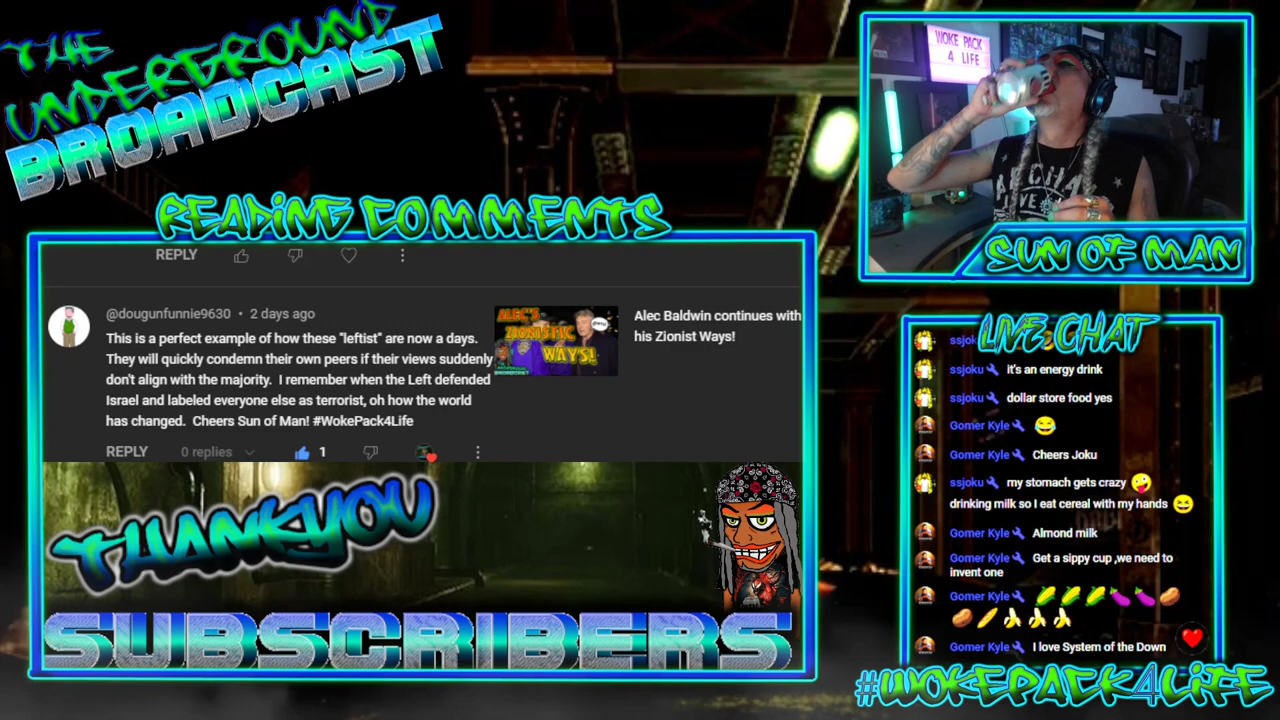 THE
UNDERGROUND
BROADCAST
WOKE PACK
4 LIFE
READING COMMENTS
SUN OF MAN
REPLY
@dougunfunnie9630 • 2 days ago
This is a perfect example of how these "leftist" are now a days.
They will quickly condemn their own peers if their views suddenly
don't align with the majority. I remember when the Left defended
Israel and labeled everyone else as terrorist, oh how the world
has changed. Cheers Sun of Man! #WokePack4Life
REPLY 0 replies 1
ALEC'S
ZIONISTIC
WAYS!
Alec Baldwin continues with
his Zionist Ways!
THANKYOU
SUBSCRIBERS
LIVE CHAT
ssjoku
ssjoku it's an energy drink
ssjoku dollar store food yes
Gomer Kyle 😂
Gomer Kyle Cheers Joku
ssjoku my stomach gets crazy 🤪
drinking milk so I eat cereal with my hands 😆
Gomer Kyle Almond milk
Gomer Kyle Get a sippy cup ,we need to
invent one
Gomer Kyle 🌽🌽🌽🍆🍆🥔
🥔🥖🍌🍌🍌
Gomer Kyle I love System of the Down
#WOKEPACK4LIFE